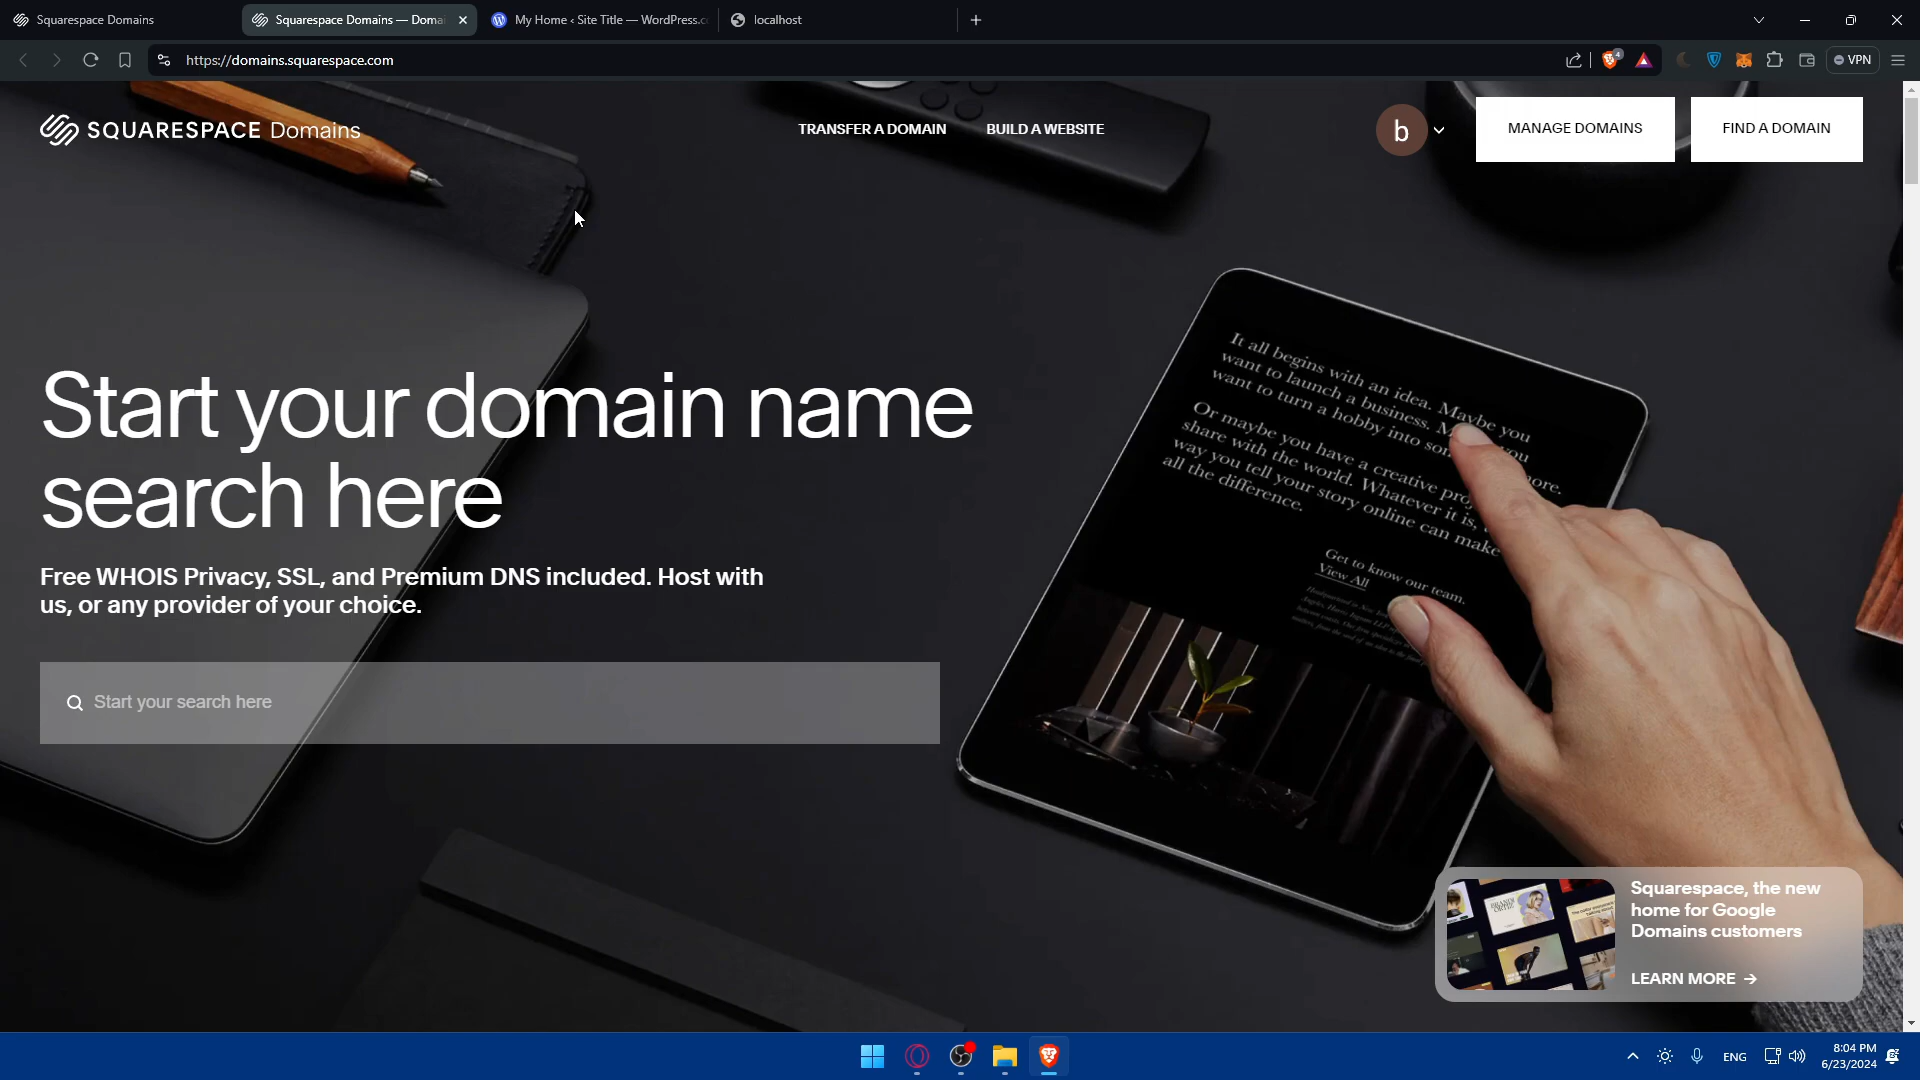 Squarespace Domains
Squarespace Domains — Domai
My Home ‹ Site Title — WordPress.co
localhost
https://domains.squarespace.com
4
VPN
SQUARESPACE Domains
TRANSFER A DOMAIN
BUILD A WEBSITE
b
MANAGE DOMAINS
FIND A DOMAIN
Start your domain name
search here
Free WHOIS Privacy, SSL, and Premium DNS included. Host with
us, or any provider of your choice.
Start your search here
It all begins with an idea. Maybe you
want to launch a business. M you
want to turn a hobby into som more.
Or maybe you have a creative proj
share with the world. Whatever it is,
way you tell your story online can make
all the difference.
Get to know our team.
View All
Squarespace, the new
home for Google
Domains customers
LEARN MORE →
ENG
8:04 PM
6/23/2024